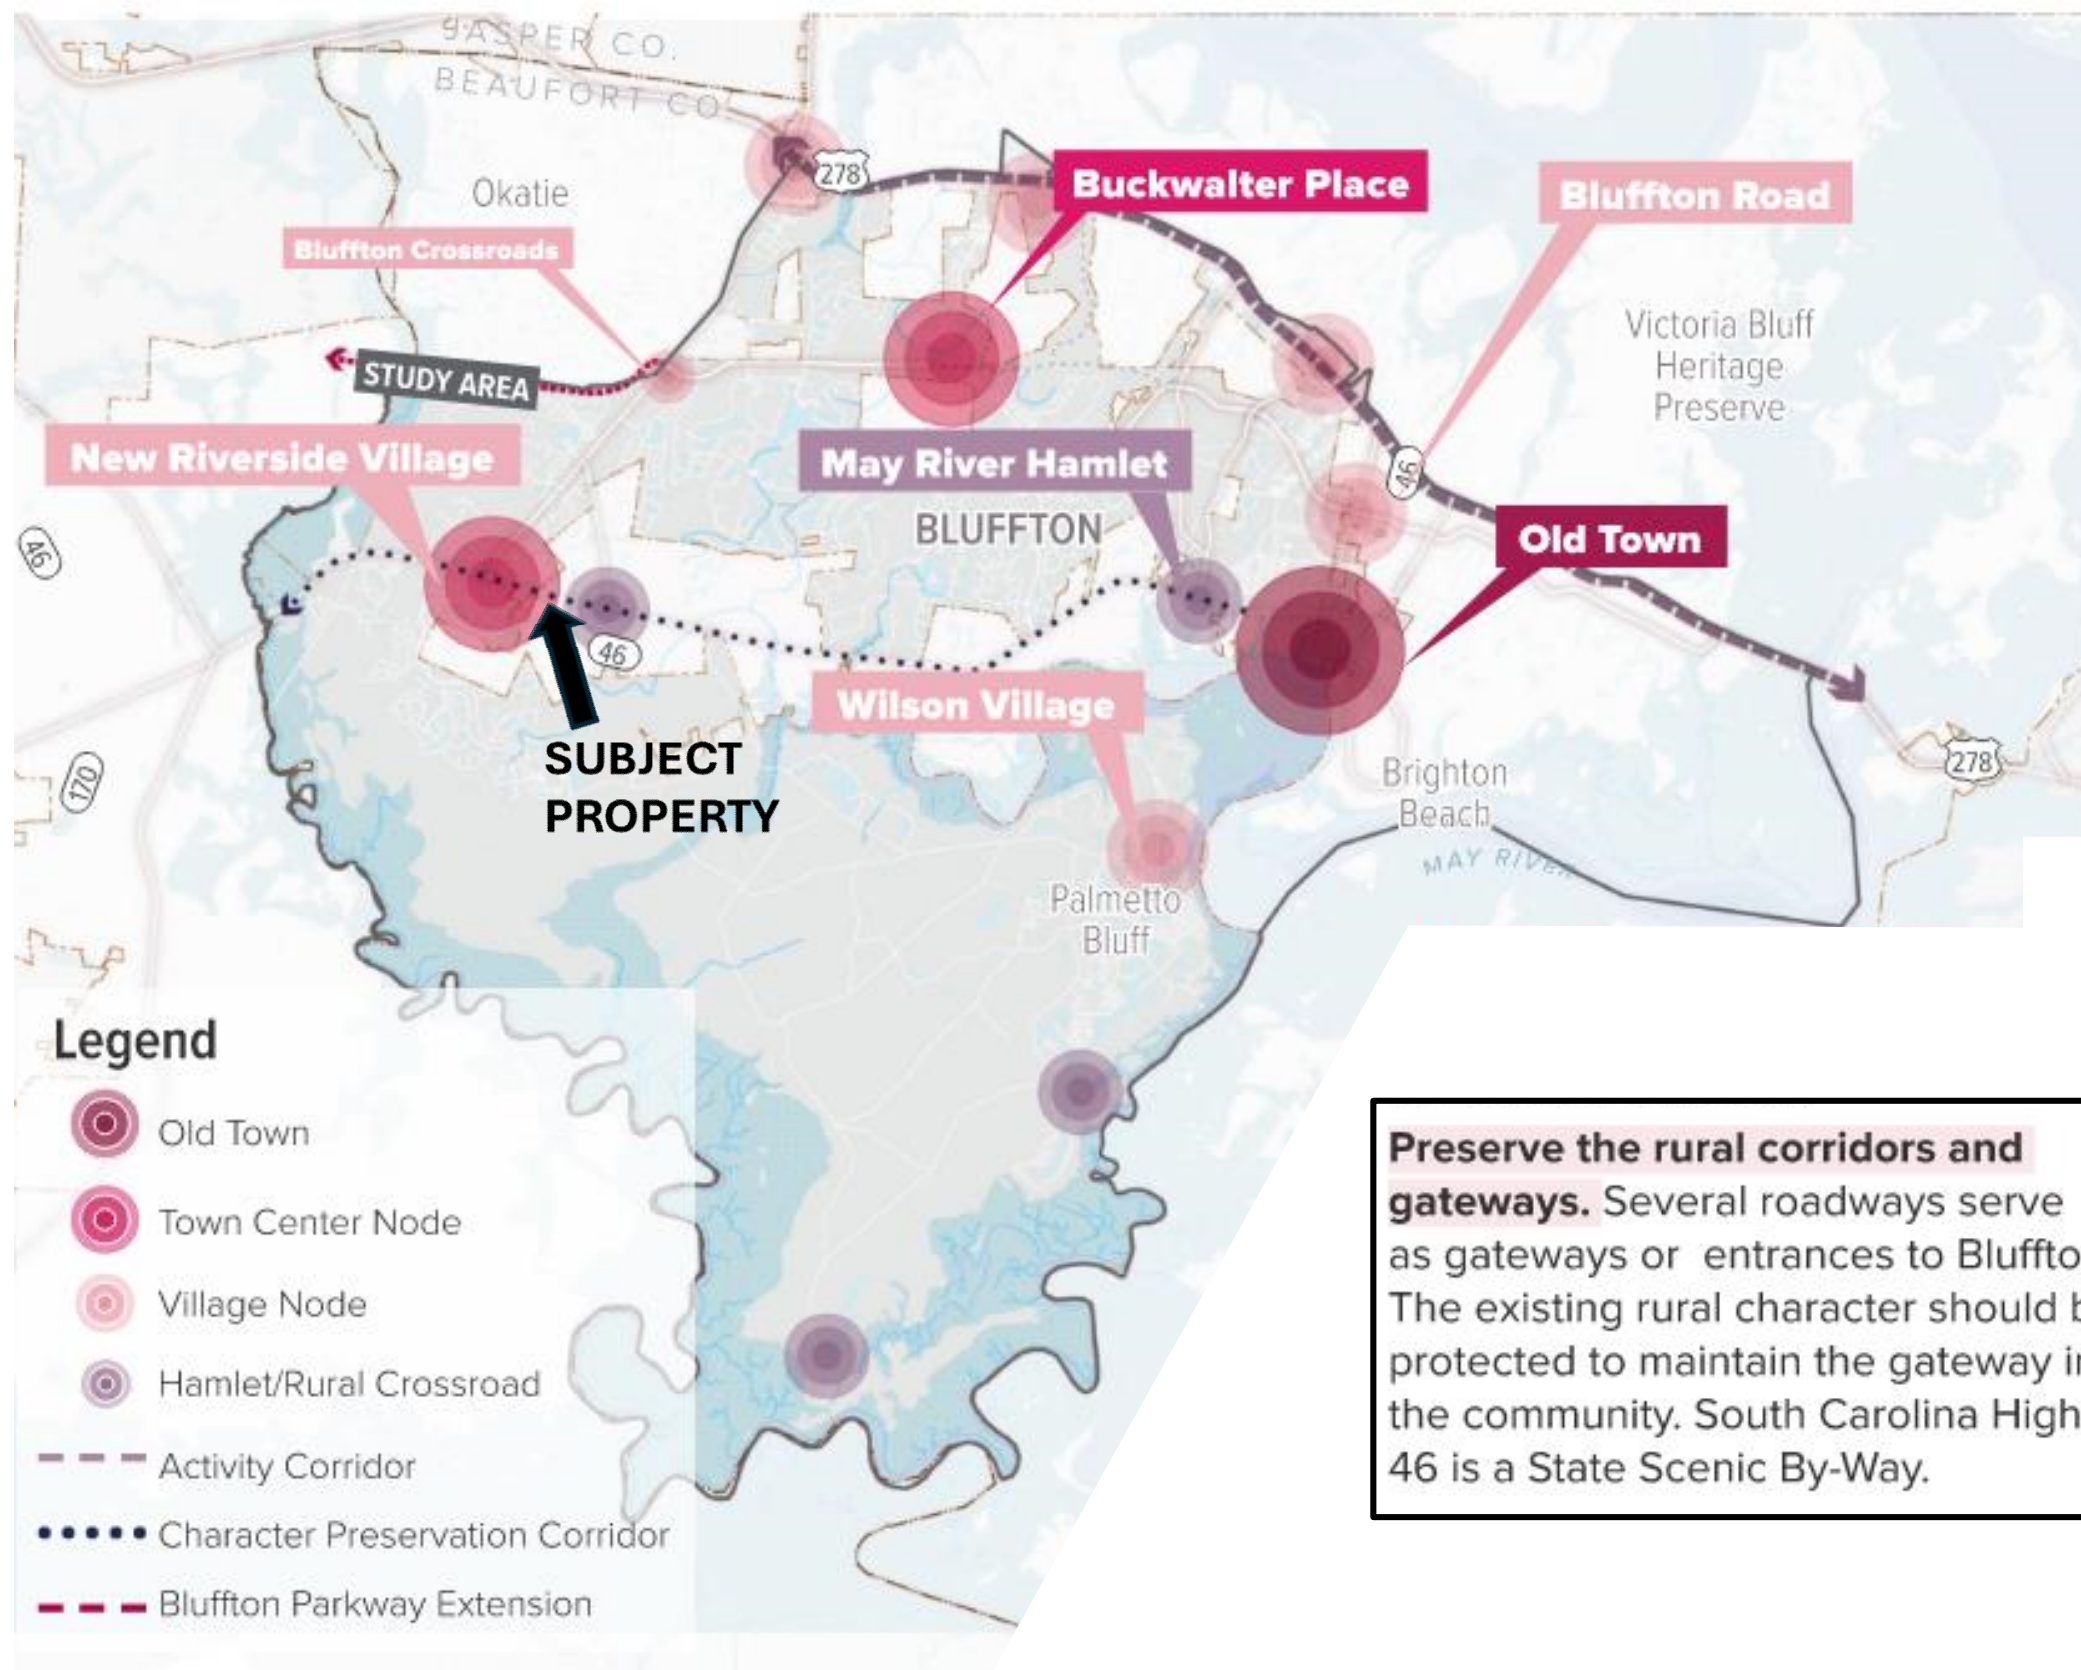 JASPER CO.
BEAUFORT CO
Okatie
278
Buckwalter Place
Bluffton Road
Bluffton Crossroads
Victoria Bluff
Heritage
Preserve
STUDY AREA
New Riverside Village
May River Hamlet
46
BLUFFTON
Old Town
46
46
Wilson Village
SUBJECT
PROPERTY
170
278
Brighton
Beach
MAY RIVER
Palmetto
Bluff
Legend
Old Town
Town Center Node
Village Node
Hamlet/Rural Crossroad
Activity Corridor
Character Preservation Corridor
Bluffton Parkway Extension
Preserve the rural corridors and
gateways. Several roadways serve
as gateways or entrances to Bluffto
The existing rural character should b
protected to maintain the gateway in
the community. South Carolina High
46 is a State Scenic By-Way.